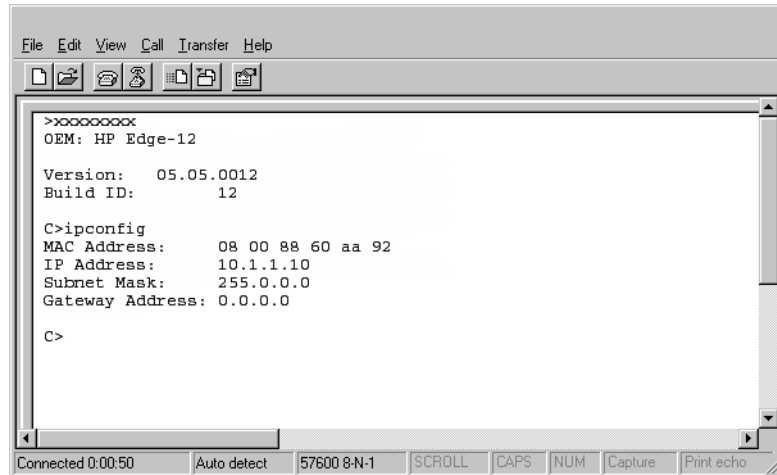 File Edit View Call Transfer Help
>xxxxxxxxx
OEM: HP Edge-12
Version: 05.05.0012
Build ID: 12
C>ipconfig
MAC Address: 08 00 88 60 aa 92
IP Address: 10.1.1.10
Subnet Mask: 255.0.0.0
Gateway Address: 0.0.0.0
C>
Connected 0:00:50 Auto detect 57600 8-N-1 SCROLL CAPS NUM Capture Print echo